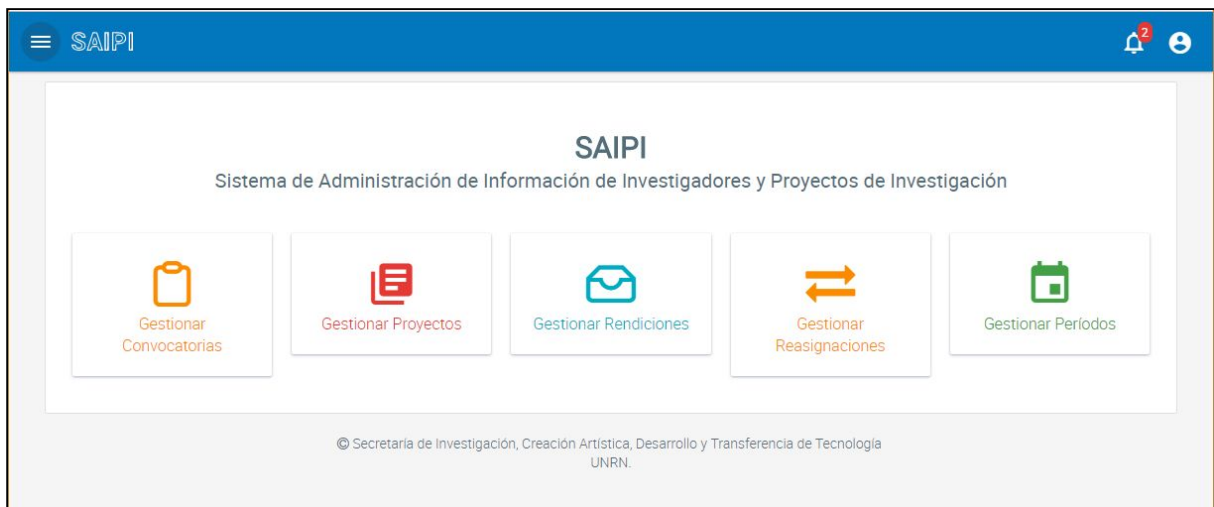 SAIPI
2
SAIPI
Sistema de Administración de Información de Investigadores y Proyectos de Investigación
Gestionar
Convocatorias
Gestionar Proyectos
Gestionar Rendiciones
Gestionar
Reasignaciones
Gestionar Períodos
© Secretaría de Investigación, Creación Artística, Desarrollo y Transferencia de Tecnología
UNRN.